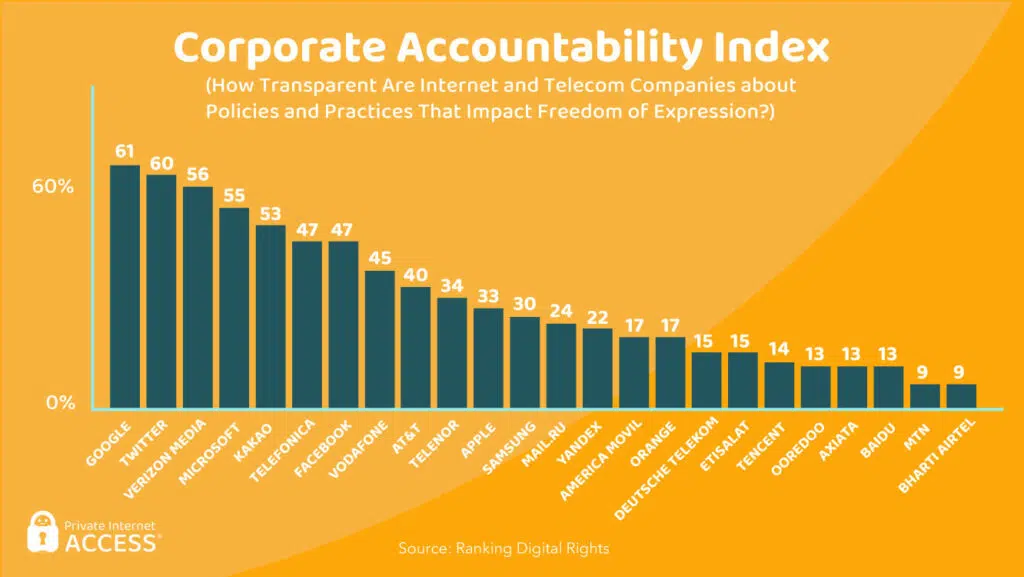 Corporate Accountability Index
(How Transparent Are Internet and Telecom Companies about
Policies and Practices That Impact Freedom of Expression?)
60%
0%
61
60
56
55
53
47
47
45
40
34
33
30
24
22
17
17
15
15
14
13
13
13
9
9
GOOGLE
TWITTER
VERIZON MEDIA
MICROSOFT
KAKAO
TELEFONICA
FACEBOOK
VODAFONE
AT&T
TELENOR
APPLE
SAMSUNG
MAIL.RU
YANDEX
AMERICA MOVIL
ORANGE
DEUTSCHE TELEKOM
ETISALAT
TENCENT
OOREDOO
AXIATA
BAIDU
MTN
BHARTI AIRTEL
Private Internet
ACCESS®
Source: Ranking Digital Rights